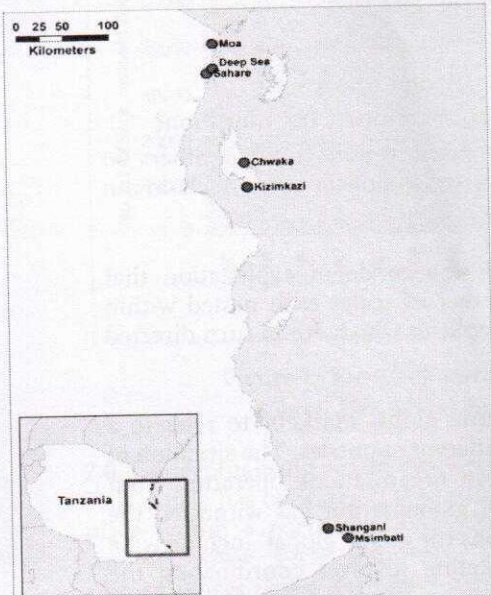 0 25 50 100
Kilometers
Moa
Deep Sea
Sahare
Chwaka
Kizimkazi
Tanzania
Shangani
Msimbati